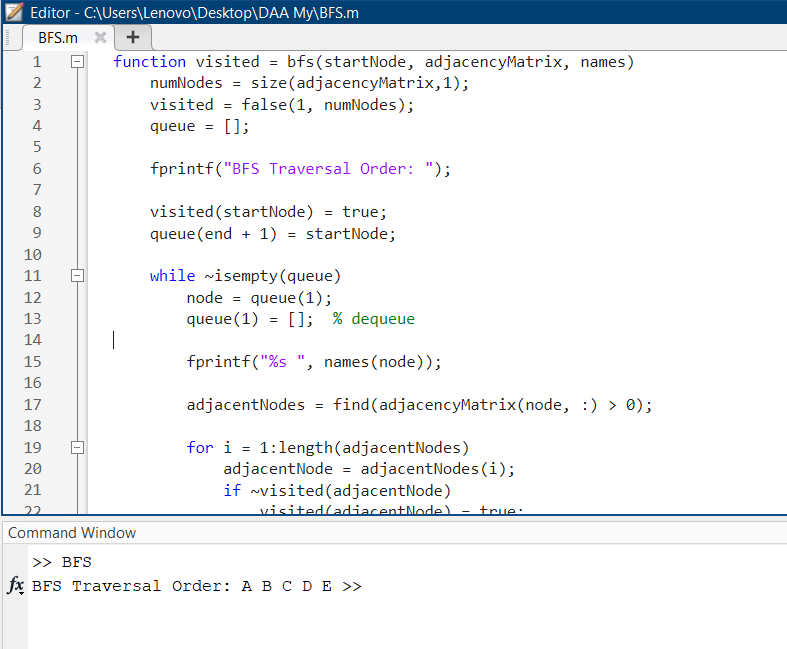 Editor - C:\Users\Lenovo\Desktop\DAA My\BFS.m
BFS.m
1 function visited = bfs(startNode, adjacencyMatrix, names)
2     numNodes = size(adjacencyMatrix,1);
3     visited = false(1, numNodes);
4     queue = [];
5
6     fprintf("BFS Traversal Order: ");
7
8     visited(startNode) = true;
9     queue(end + 1) = startNode;
10
11     while ~isempty(queue)
12         node = queue(1);
13         queue(1) = [];  % dequeue
14
15         fprintf("%s ", names(node));
16
17         adjacentNodes = find(adjacencyMatrix(node, :) > 0);
18
19         for i = 1:length(adjacentNodes)
20             adjacentNode = adjacentNodes(i);
21             if ~visited(adjacentNode)
22                 visited(adjacentNode) = true;
Command Window
>> BFS
fx BFS Traversal Order: A B C D E >>